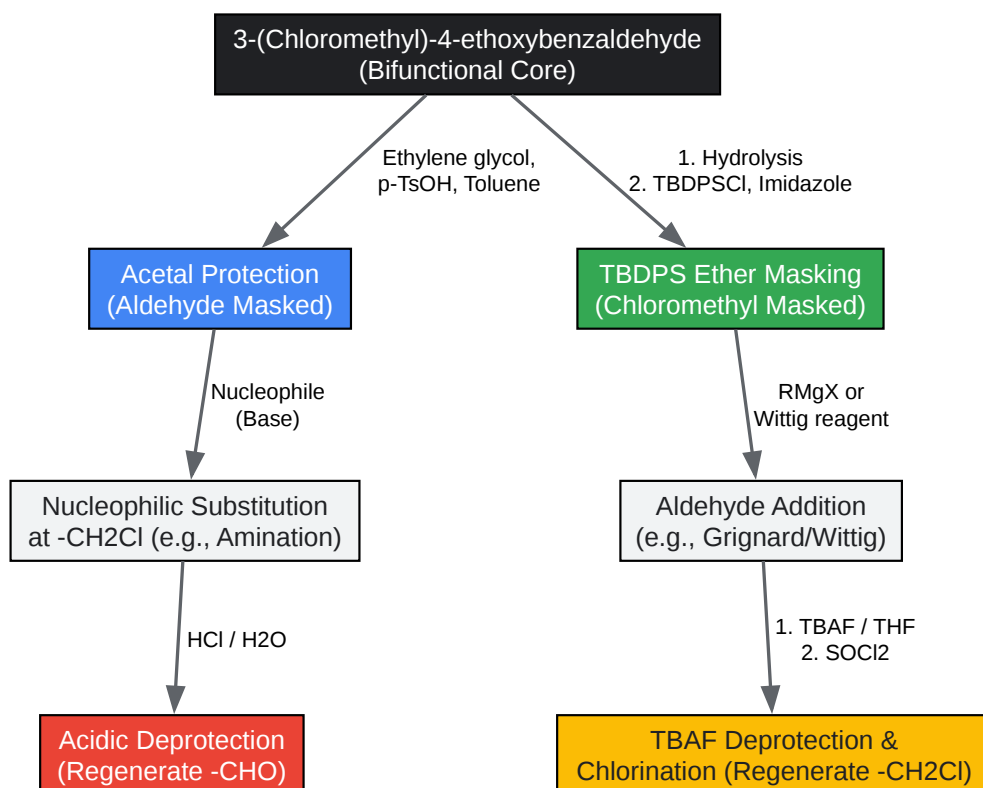 3-(Chloromethyl)-4-ethoxybenzaldehyde
(Bifunctional Core)
Ethylene glycol,
p-TsOH, Toluene
1. Hydrolysis
2. TBDPSCl, Imidazole
Acetal Protection
(Aldehyde Masked)
TBDPS Ether Masking
(Chloromethyl Masked)
Nucleophile
(Base)
RMgX or
Wittig reagent
Nucleophilic Substitution
at -CH2Cl (e.g., Amination)
Aldehyde Addition
(e.g., Grignard/Wittig)
HCl / H2O
1. TBAF / THF
2. SOCl2
Acidic Deprotection
(Regenerate -CHO)
TBAF Deprotection &
Chlorination (Regenerate -CH2Cl)